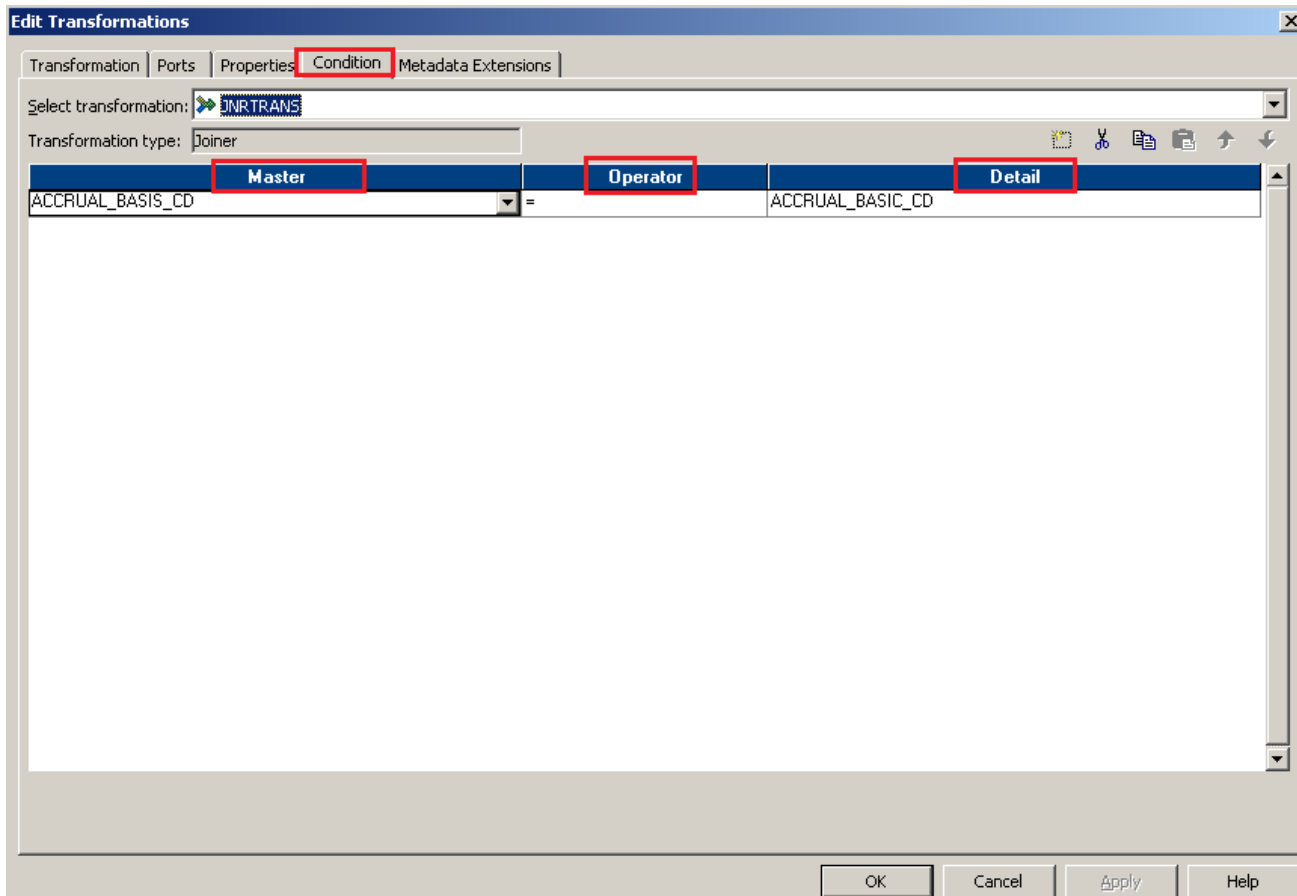 Edit Transformations
Transformation Ports Properties Condition Metadata Extensions
Select transformation: JNRTRANS
Transformation type: Joiner
Master Operator Detail
ACCRUAL_BASIS_CD = ACCRUAL_BASIC_CD
OK Cancel Apply Help